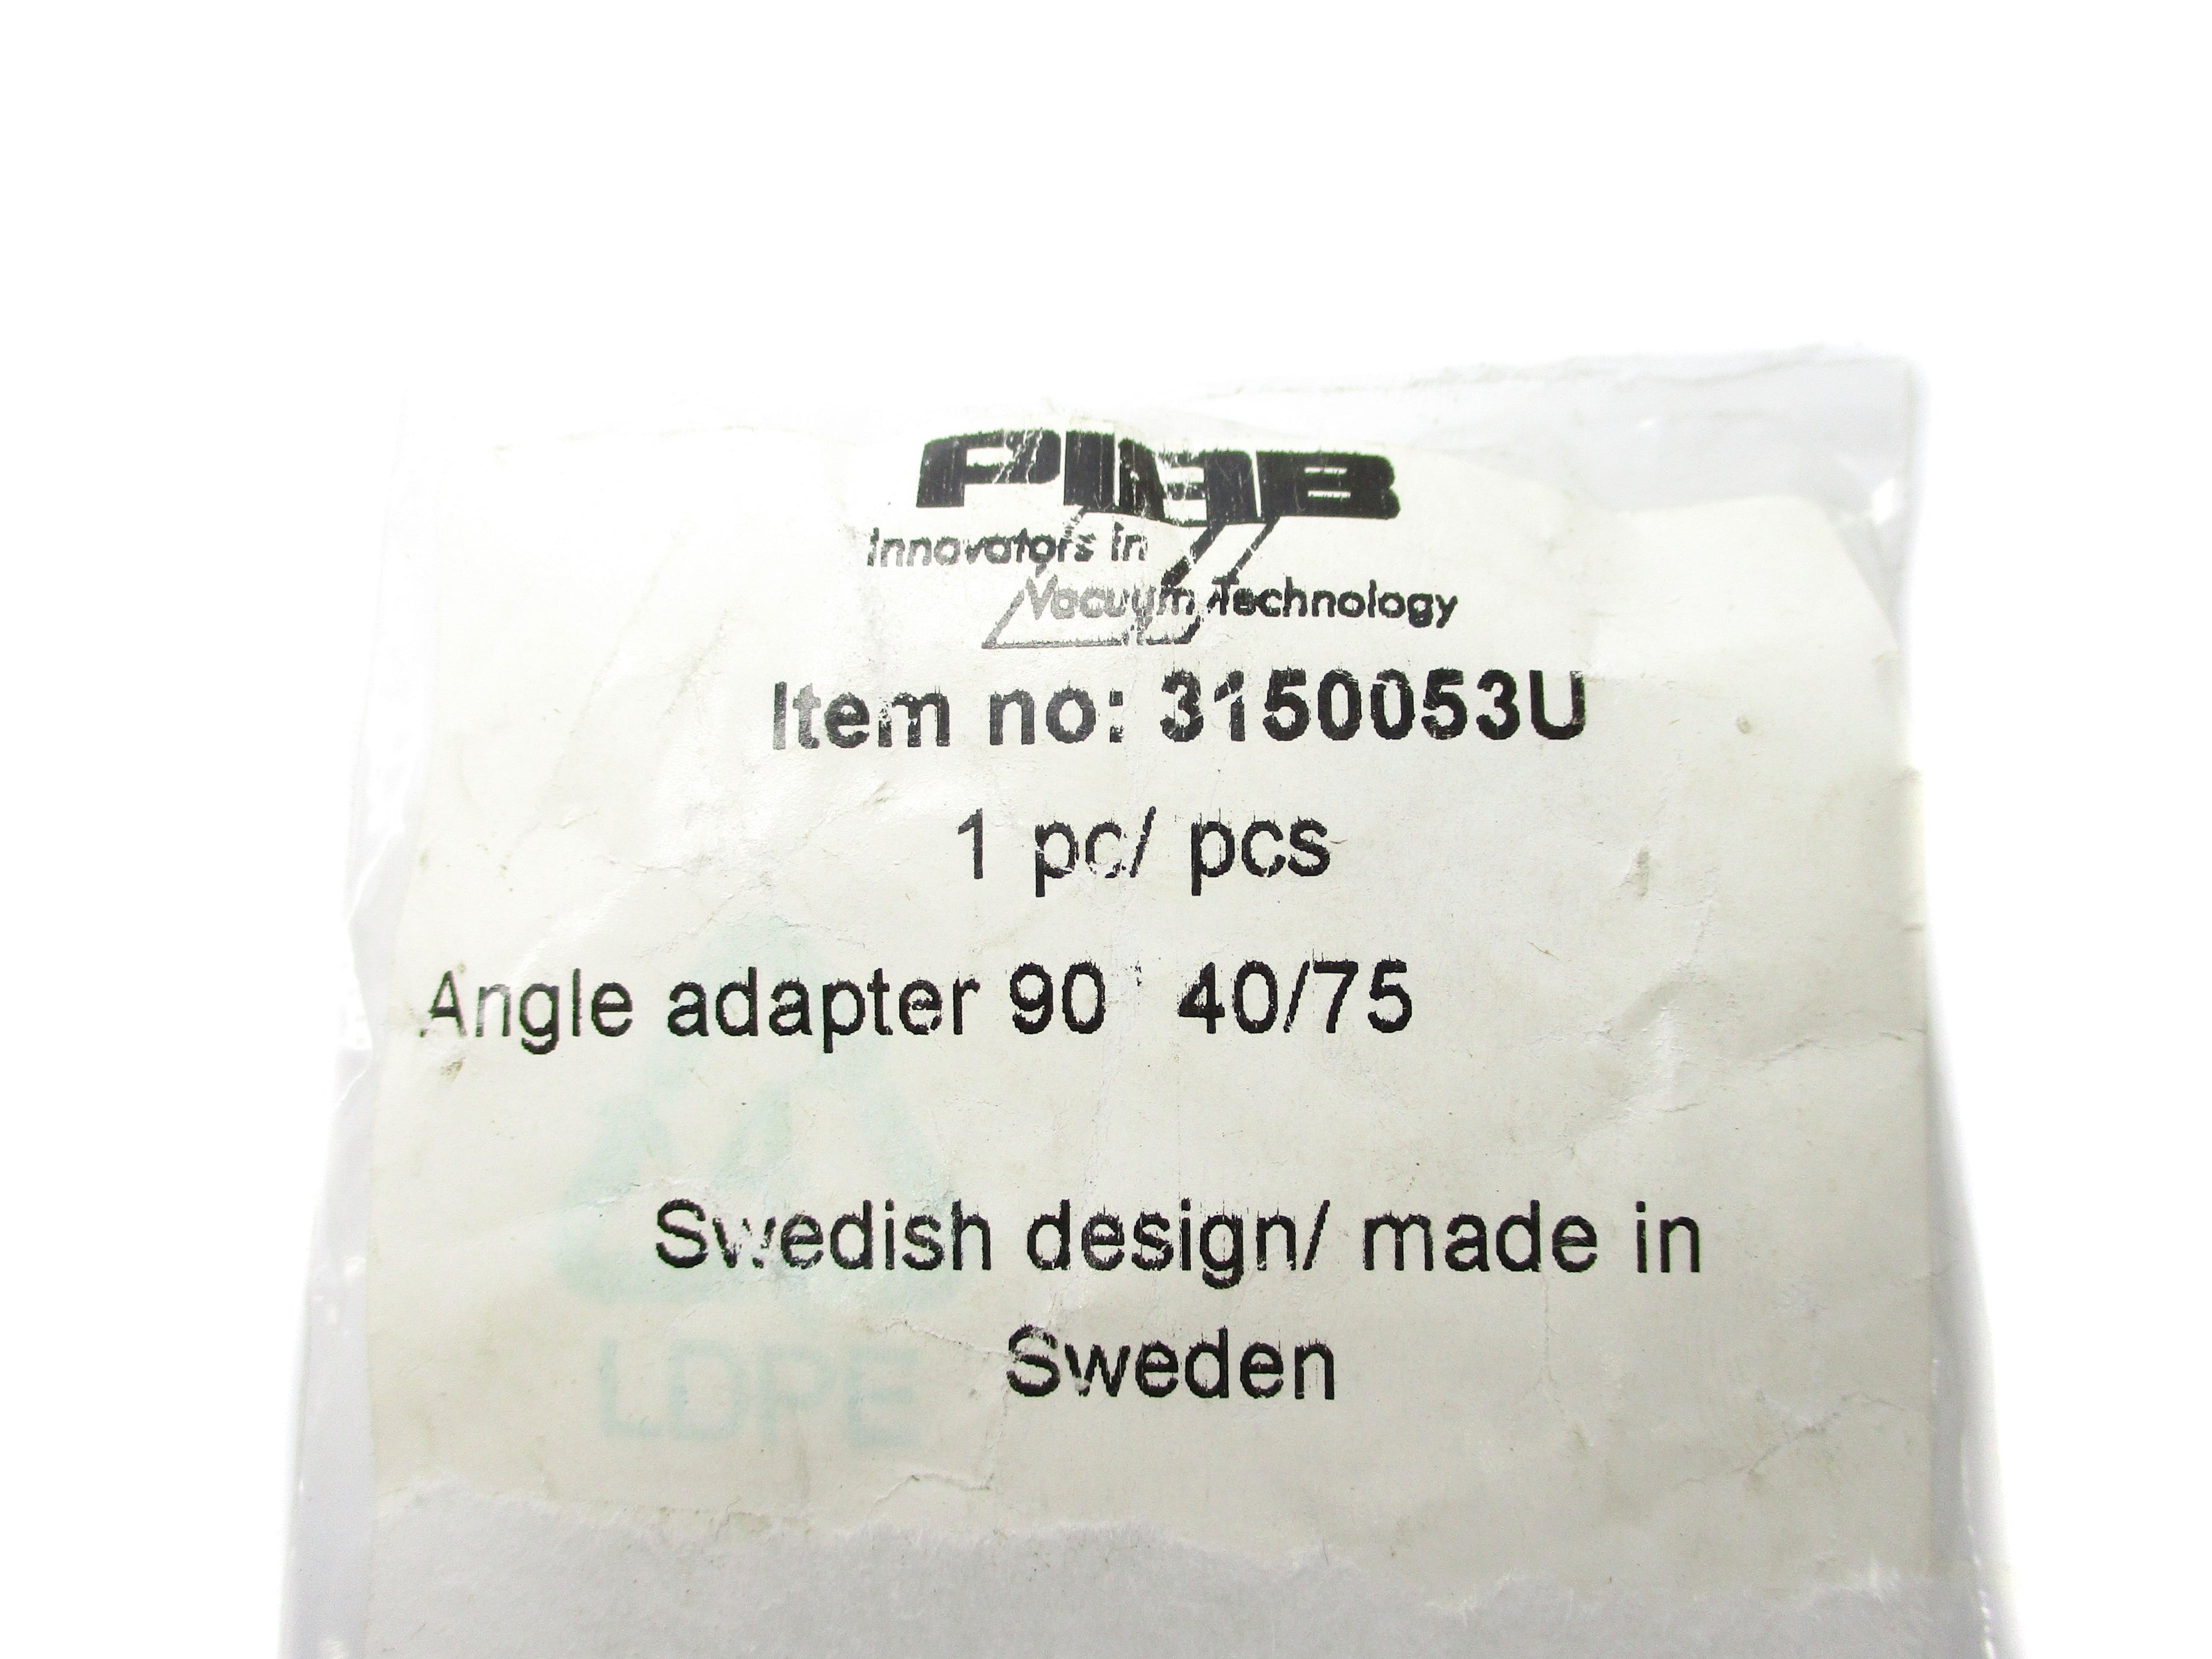 PIAB
Innovators in
Vacuum Technology
Item no: 3150053U
1 pc/ pcs
Angle adapter 90° 40/75
Swedish design/ made in
Sweden
LDPE